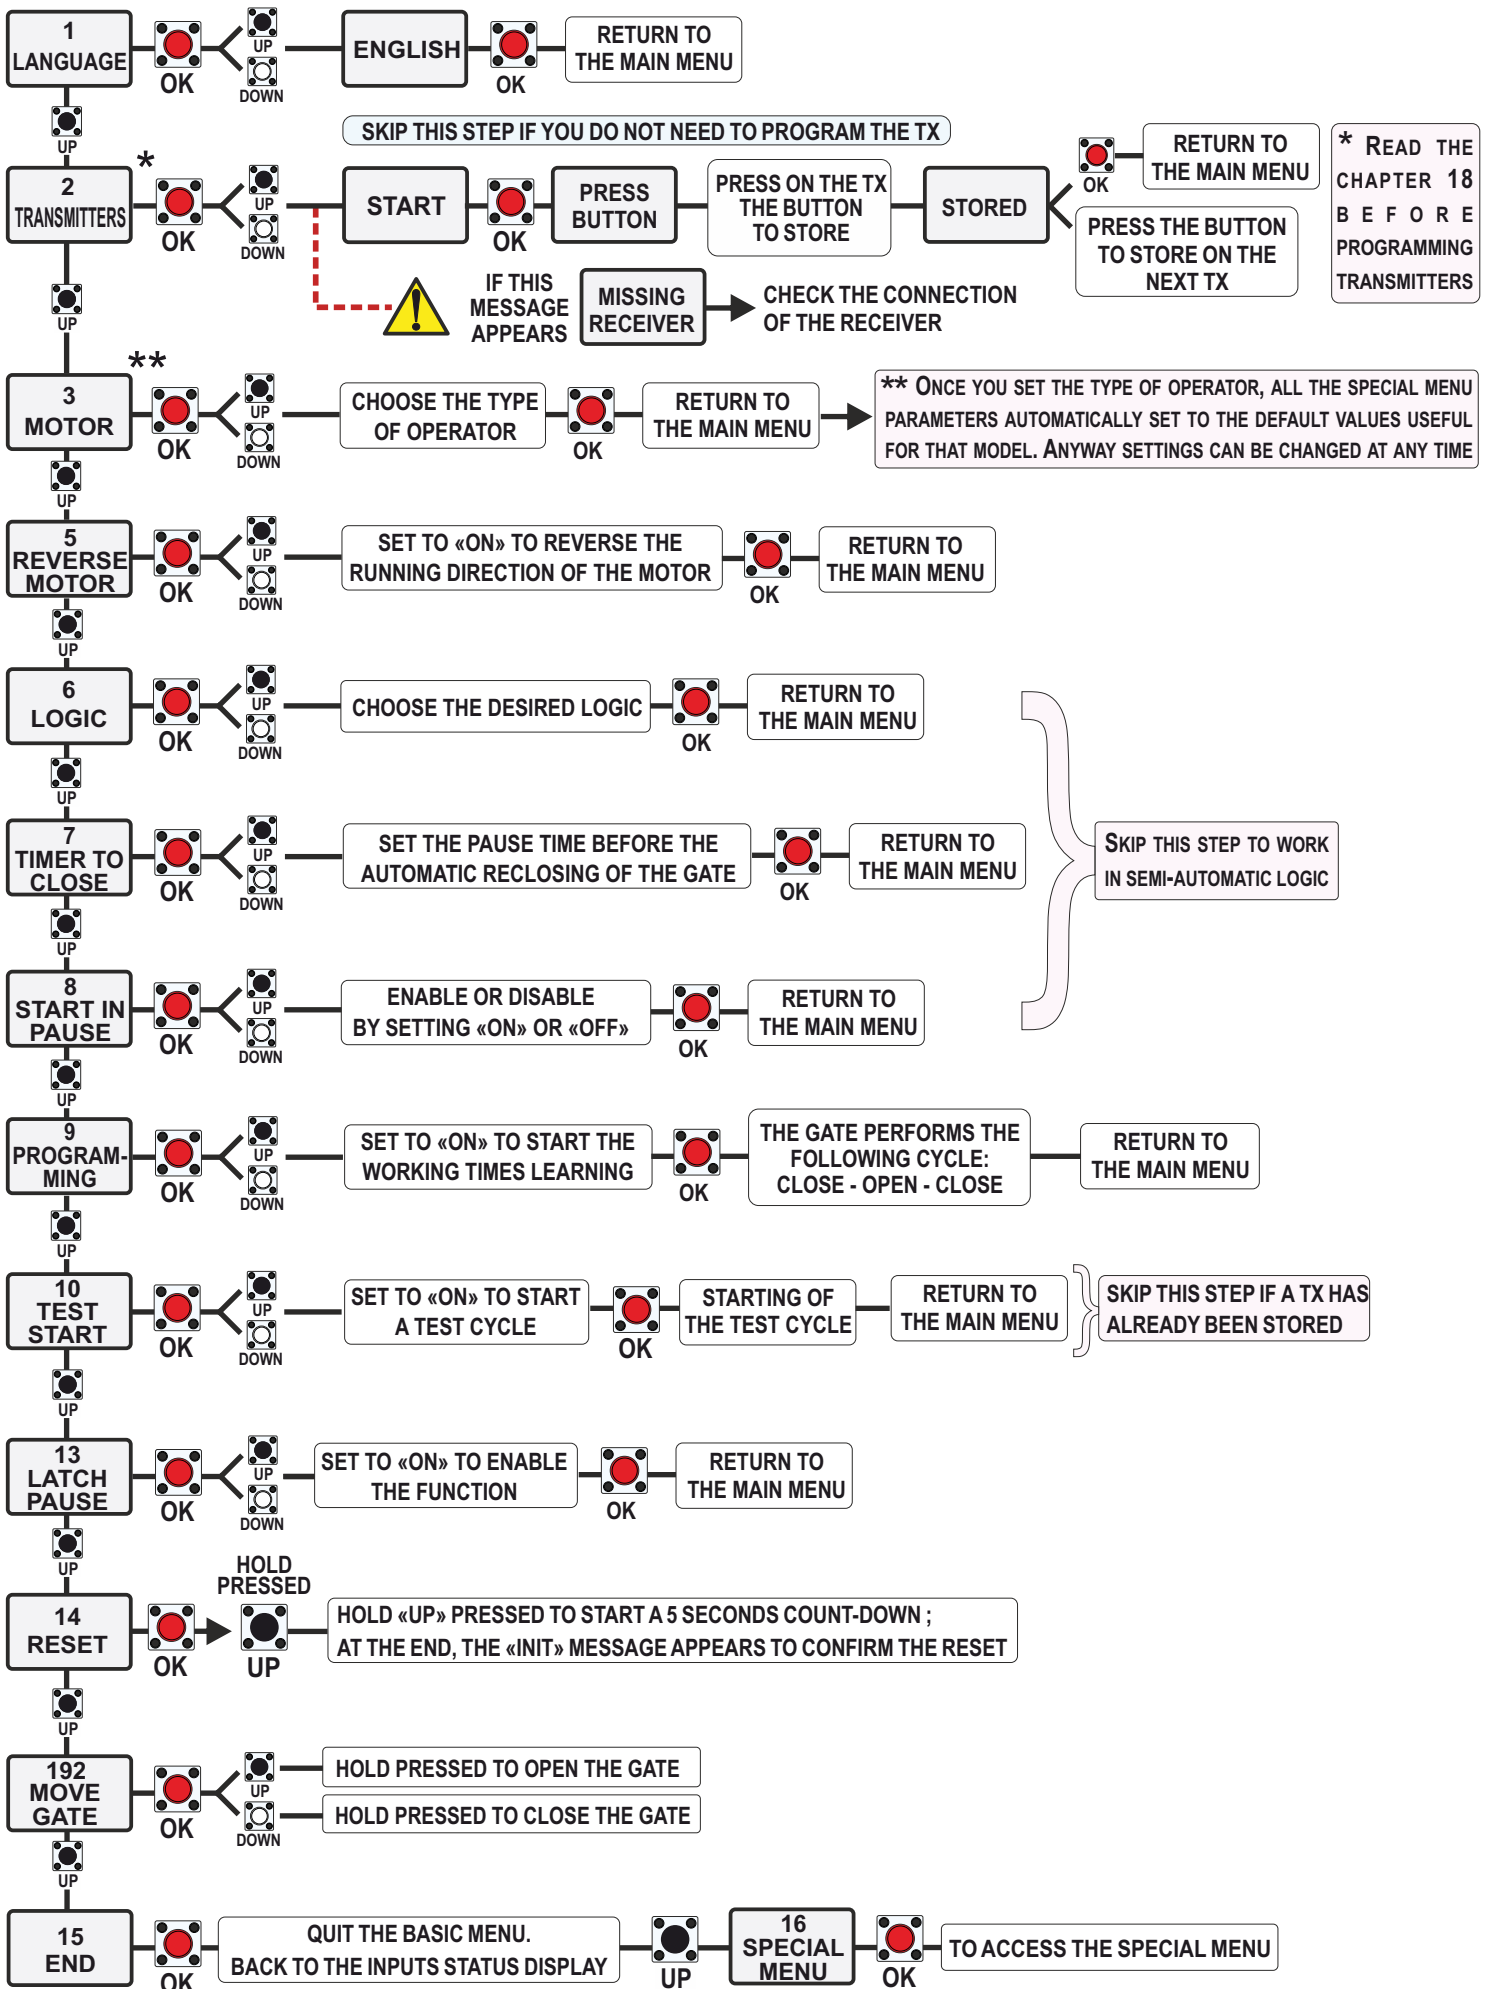 1
LANGUAGE
OK
UP
DOWN
ENGLISH
OK
RETURN TO
THE MAIN MENU
UP
SKIP THIS STEP IF YOU DO NOT NEED TO PROGRAM THE TX
2
TRANSMITTERS
*
OK
UP
DOWN
START
OK
PRESS
BUTTON
PRESS ON THE TX
THE BUTTON
TO STORE
STORED
OK
RETURN TO
THE MAIN MENU
PRESS THE BUTTON
TO STORE ON THE
NEXT TX
* READ THE
CHAPTER 18
BEFORE
PROGRAMMING
TRANSMITTERS
IF THIS
MESSAGE
APPEARS
MISSING
RECEIVER
CHECK THE CONNECTION
OF THE RECEIVER
UP
3
MOTOR
**
OK
UP
DOWN
CHOOSE THE TYPE
OF OPERATOR
OK
RETURN TO
THE MAIN MENU
** ONCE YOU SET THE TYPE OF OPERATOR, ALL THE SPECIAL MENU
PARAMETERS AUTOMATICALLY SET TO THE DEFAULT VALUES USEFUL
FOR THAT MODEL. ANYWAY SETTINGS CAN BE CHANGED AT ANY TIME
UP
5
REVERSE
MOTOR
OK
UP
DOWN
SET TO «ON» TO REVERSE THE
RUNNING DIRECTION OF THE MOTOR
OK
RETURN TO
THE MAIN MENU
UP
6
LOGIC
OK
UP
DOWN
CHOOSE THE DESIRED LOGIC
OK
RETURN TO
THE MAIN MENU
UP
7
TIMER TO
CLOSE
OK
UP
DOWN
SET THE PAUSE TIME BEFORE THE
AUTOMATIC RECLOSING OF THE GATE
OK
RETURN TO
THE MAIN MENU
SKIP THIS STEP TO WORK
IN SEMI-AUTOMATIC LOGIC
UP
8
START IN
PAUSE
OK
UP
DOWN
ENABLE OR DISABLE
BY SETTING «ON» OR «OFF»
OK
RETURN TO
THE MAIN MENU
UP
9
PROGRAM-
MING
OK
UP
DOWN
SET TO «ON» TO START THE
WORKING TIMES LEARNING
OK
THE GATE PERFORMS THE
FOLLOWING CYCLE:
CLOSE - OPEN - CLOSE
RETURN TO
THE MAIN MENU
UP
10
TEST
START
OK
UP
DOWN
SET TO «ON» TO START
A TEST CYCLE
OK
STARTING OF
THE TEST CYCLE
RETURN TO
THE MAIN MENU
SKIP THIS STEP IF A TX HAS
ALREADY BEEN STORED
UP
13
LATCH
PAUSE
OK
UP
DOWN
SET TO «ON» TO ENABLE
THE FUNCTION
OK
RETURN TO
THE MAIN MENU
UP
14
RESET
OK
HOLD
PRESSED
UP
HOLD «UP» PRESSED TO START A 5 SECONDS COUNT-DOWN ;
AT THE END, THE «INIT» MESSAGE APPEARS TO CONFIRM THE RESET
UP
192
MOVE
GATE
OK
UP
DOWN
HOLD PRESSED TO OPEN THE GATE
HOLD PRESSED TO CLOSE THE GATE
UP
15
END
OK
QUIT THE BASIC MENU.
BACK TO THE INPUTS STATUS DISPLAY
UP
16
SPECIAL
MENU
OK
TO ACCESS THE SPECIAL MENU